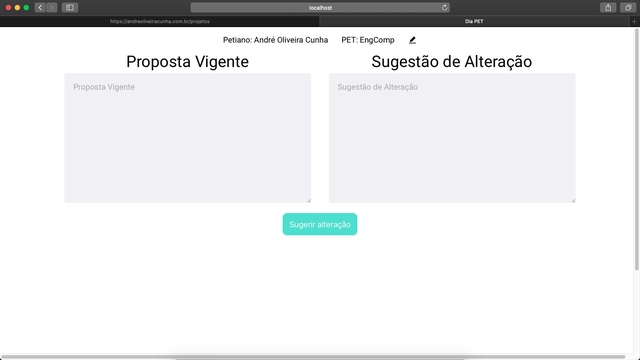 localhost
https://andreoliveiracunha.com.br/projetos
Dia PET
Petiano: André Oliveira Cunha PET: EngComp
Proposta Vigente Sugestão de Alteração
Proposta Vigente Sugestão de Alteração
Sugerir alteração